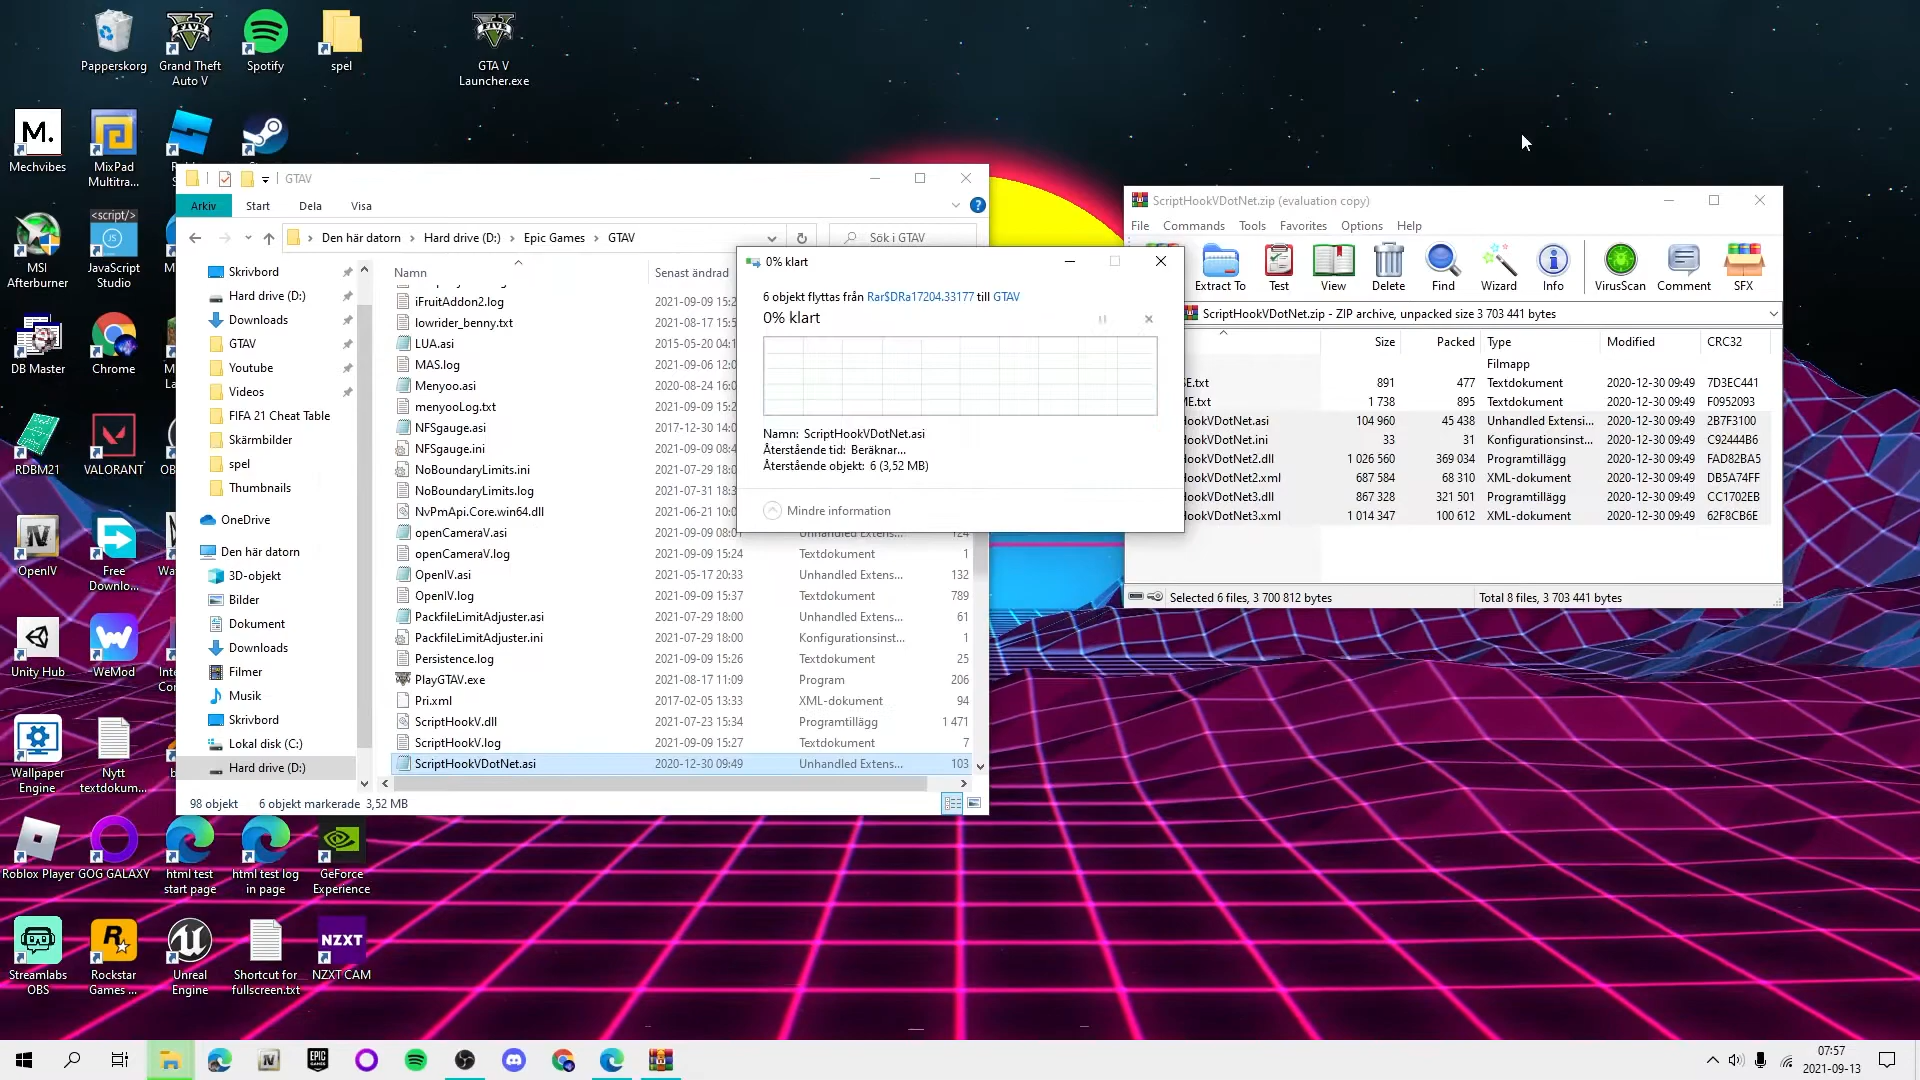 Papperskorg
Grand Theft
Auto V
Spotify
spel
GTA V
Launcher.exe
M.
Mechvibes
MixPad
Multitra...
<script/>
JS
MSI
Afterburner
JavaScript
Studio
DB Master
Chrome
RDBM21
VALORANT
OpenIV
Free
Downlo...
Unity Hub
WeMod
Wallpaper
Engine
Nytt
textdokum...
Roblox Player
GOG GALAXY
html test
start page
html test log
in page
GeForce
Experience
Streamlabs
OBS
Rockstar
Games ...
Unreal
Engine
Shortcut for
fullscreen.txt
NZXT
NZXT CAM
GTAV
Arkiv
Start
Dela
Visa
Den här datorn
Hard drive (D:)
Epic Games
GTAV
Sök i GTAV
Skrivbord
Hard drive (D:)
Downloads
GTAV
Youtube
Videos
FIFA 21 Cheat Table
Skärmbilder
spel
Thumbnails
OneDrive
Den här datorn
3D-objekt
Bilder
Dokument
Downloads
Filmer
Musik
Skrivbord
Lokal disk (C:)
Hard drive (D:)
Namn
Senast ändrad
iFruitAddon2.log 2021-09-09 15:2
lowrider_benny.txt 2021-08-17 15:5
LUA.asi 2015-05-20 04:1
MAS.log 2021-09-06 12:0
Menyoo.asi 2020-08-24 16:0
menyooLog.txt 2021-09-09 15:2
NFSgauge.asi 2017-12-30 14:0
NFSgauge.ini 2021-09-09 08:4
NoBoundaryLimits.ini 2021-07-29 18:0
NoBoundaryLimits.log 2021-07-31 18:3
NvPmApi.Core.win64.dll 2021-06-21 10:0
openCameraV.asi 2021-09-09 08:01 Unhandled Extens... 124
openCameraV.log 2021-09-09 15:24 Textdokument 1
OpenIV.asi 2021-05-17 20:33 Unhandled Extens... 132
OpenIV.log 2021-09-09 15:37 Textdokument 789
PackfileLimitAdjuster.asi 2021-07-29 18:00 Unhandled Extens... 61
PackfileLimitAdjuster.ini 2021-07-29 18:00 Konfigurationsinst... 1
Persistence.log 2021-09-09 15:26 Textdokument 25
PlayGTAV.exe 2021-08-17 11:09 Program 206
Pri.xml 2017-02-05 13:33 XML-dokument 94
ScriptHookV.dll 2021-07-23 15:34 Programtillägg 1 471
ScriptHookV.log 2021-09-09 15:27 Textdokument 7
ScriptHookVDotNet.asi 2020-12-30 09:49 Unhandled Extens... 103
98 objekt 6 objekt markerade 3,52 MB
0% klart
6 objekt flyttas från Rar$DRa17204.33177 till GTAV
0% klart
Namn: ScriptHookVDotNet.asi
Återstående tid: Beräknar...
Återstående objekt: 6 (3,52 MB)
Mindre information
ScriptHookVDotNet.zip (evaluation copy)
File Commands Tools Favorites Options Help
Extract To Test View Delete Find Wizard Info VirusScan Comment SFX
ScriptHookVDotNet.zip - ZIP archive, unpacked size 3 703 441 bytes
Size Packed Type Modified CRC32
Filmapp
E.txt 891 477 Textdokument 2020-12-30 09:49 7D3EC441
ME.txt 1 738 895 Textdokument 2020-12-30 09:49 F0952093
HookVDotNet.asi 104 960 45 438 Unhandled Extensi... 2020-12-30 09:49 2B7F3100
HookVDotNet.ini 33 31 Konfigurationsinst... 2020-12-30 09:49 C92444B6
HookVDotNet2.dll 1 026 560 369 034 Programtillägg 2020-12-30 09:49 FAD82BA5
HookVDotNet2.xml 687 584 68 310 XML-dokument 2020-12-30 09:49 DB5A74FF
HookVDotNet3.dll 867 328 321 501 Programtillägg 2020-12-30 09:49 CC1702EB
HookVDotNet3.xml 1 014 347 100 612 XML-dokument 2020-12-30 09:49 62F8CB6E
Selected 6 files, 3 700 812 bytes
Total 8 files, 3 703 441 bytes
EPIC
GAMES
07:57
2021-09-13